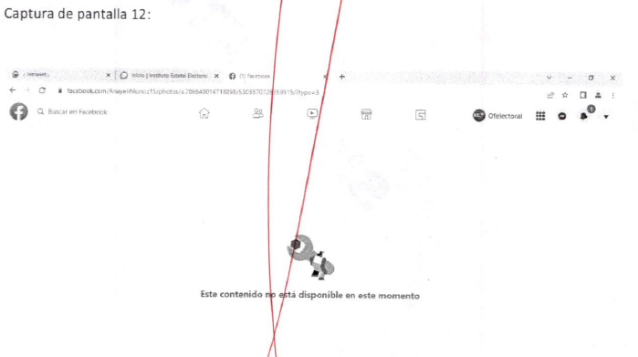 Captura de pantalla 12:
Inicio | Instituto Estatal Electoral
(1) Facebook
Buscar en Facebook
Ofelectoral
Este contenido no está disponible en este momento